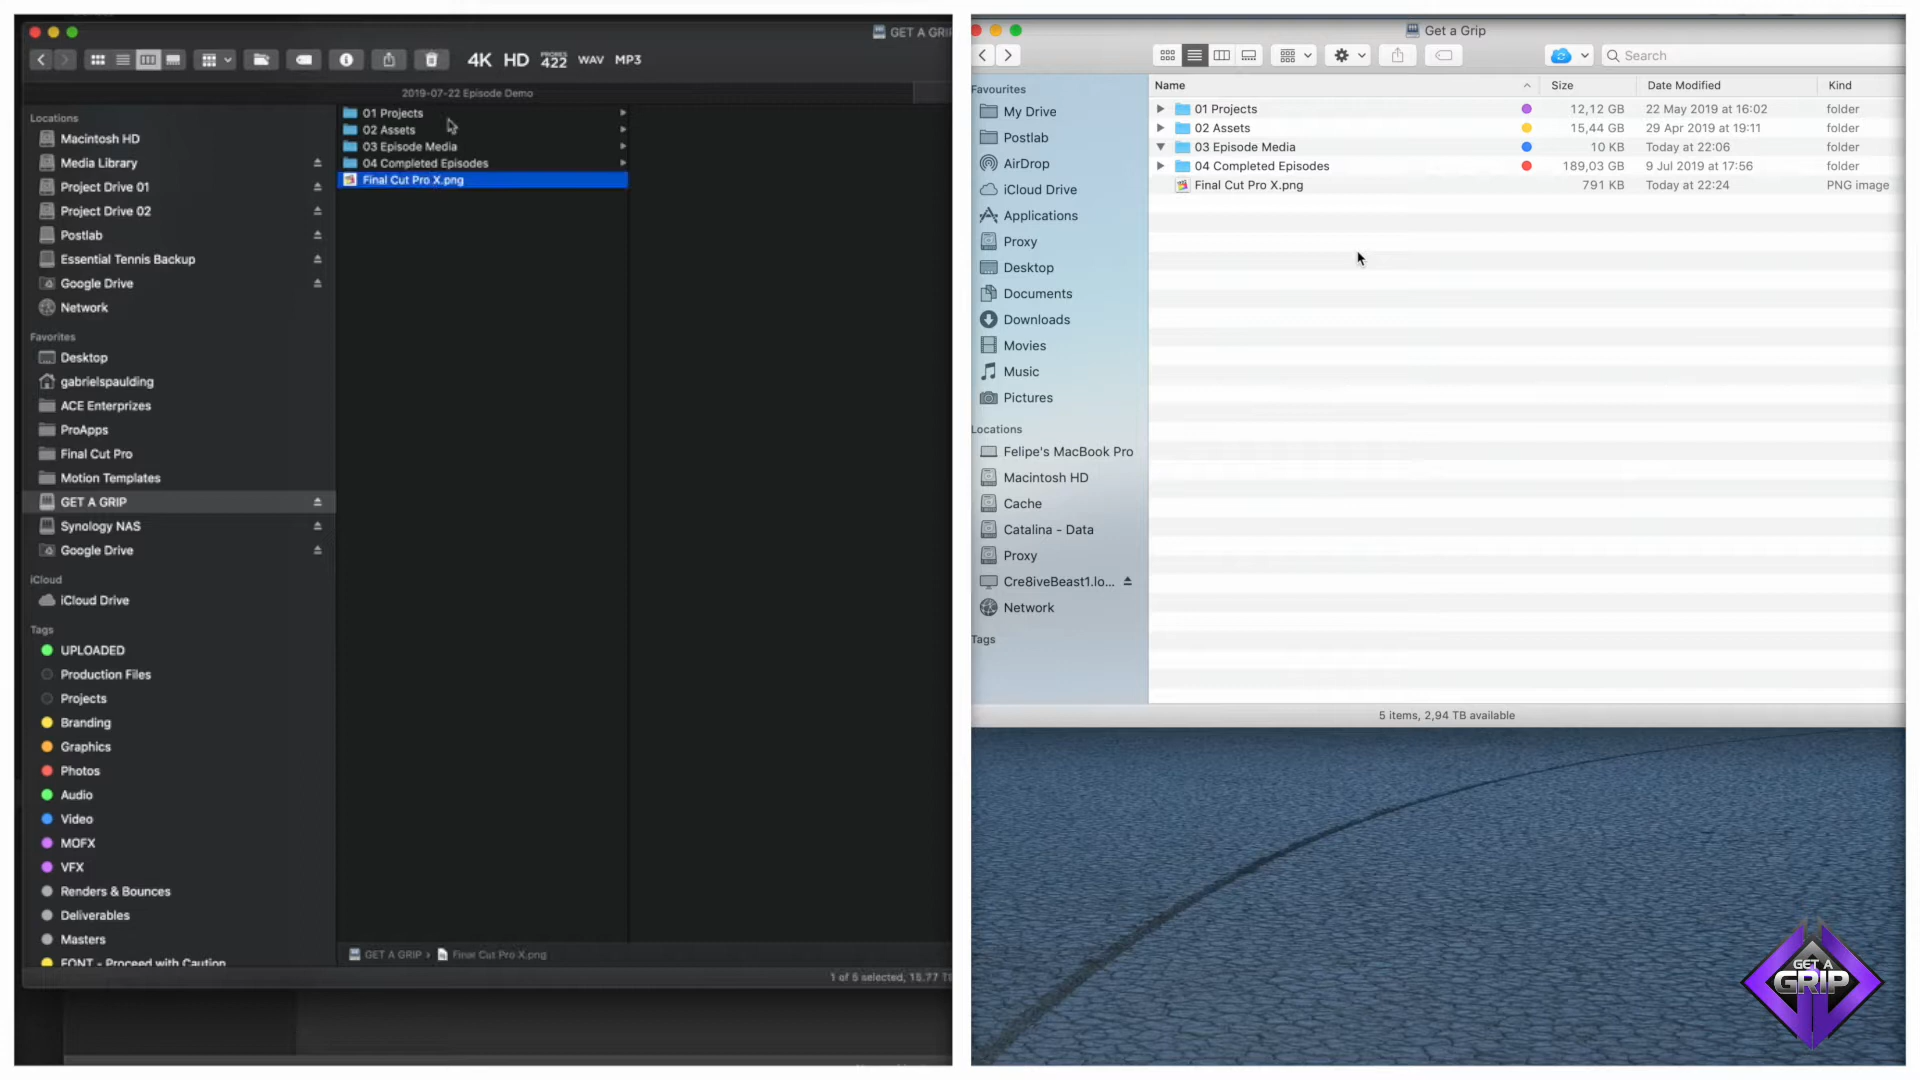 GET A GRIP
4K HD PRORES 422 WAV MP3
2019-07-22 Episode Demo
Locations
Macintosh HD
Media Library
Project Drive 01
Project Drive 02
Postlab
Essential Tennis Backup
Google Drive
Network
Favorites
Desktop
gabrielspaulding
ACE Enterprizes
ProApps
Final Cut Pro
Motion Templates
GET A GRIP
Synology NAS
Google Drive
iCloud
iCloud Drive
Tags
UPLOADED
Production Files
Projects
Branding
Graphics
Photos
Audio
Video
MOFX
VFX
Renders & Bounces
Deliverables
Masters
FONT - Proceed with Caution
01 Projects
02 Assets
03 Episode Media
04 Completed Episodes
Final Cut Pro X.png
GET A GRIP › Final Cut Pro X.png
1 of 5 selected, 15.77 T
Get a Grip
Search
Favourites
My Drive
Postlab
AirDrop
iCloud Drive
Applications
Proxy
Desktop
Documents
Downloads
Movies
Music
Pictures
Locations
Felipe's MacBook Pro
Macintosh HD
Cache
Catalina - Data
Proxy
Cre8iveBeast1.lo...
Network
Tags
Name Size Date Modified Kind
01 Projects 12,12 GB 22 May 2019 at 16:02 folder
02 Assets 15,44 GB 29 Apr 2019 at 19:11 folder
03 Episode Media 10 KB Today at 22:06 folder
04 Completed Episodes 189,03 GB 9 Jul 2019 at 17:56 folder
Final Cut Pro X.png 791 KB Today at 22:24 PNG image
5 items, 2,94 TB available
GET A
GRIP